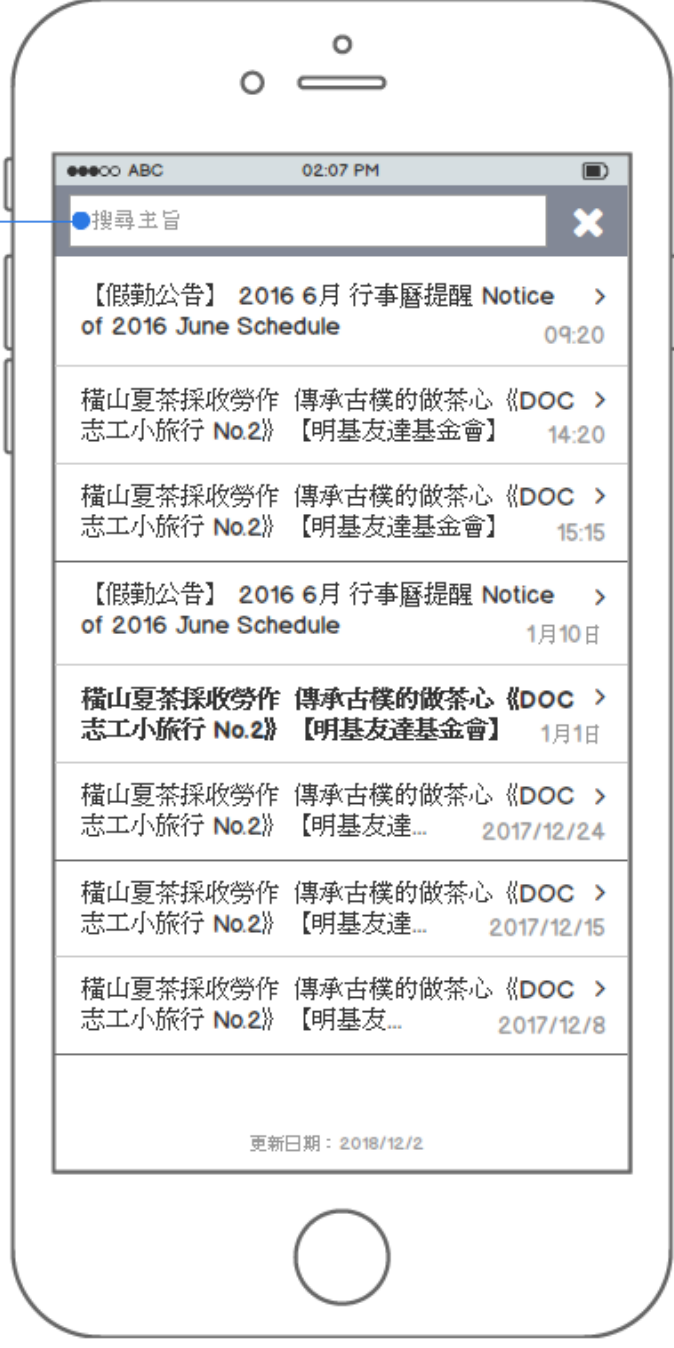 ABC 02:07 PM
搜尋主旨
【假勤公告】 2016 6月 行事曆提醒 Notice
of 2016 June Schedule 09:20
橫山夏茶採收勞作 傳承古樸的做茶心《DOC
志工小旅行 No.2》【明基友達基金會】 14:20
橫山夏茶採收勞作 傳承古樸的做茶心《DOC
志工小旅行 No.2》【明基友達基金會】 15:15
【假勤公告】 2016 6月 行事曆提醒 Notice
of 2016 June Schedule 1月10日
橫山夏茶採收勞作 傳承古樸的做茶心《DOC
志工小旅行 No.2》【明基友達基金會】 1月1日
橫山夏茶採收勞作 傳承古樸的做茶心《DOC
志工小旅行 No.2》【明基友達... 2017/12/24
橫山夏茶採收勞作 傳承古樸的做茶心《DOC
志工小旅行 No.2》【明基友達... 2017/12/15
橫山夏茶採收勞作 傳承古樸的做茶心《DOC
志工小旅行 No.2》【明基友... 2017/12/8
更新日期：2018/12/2